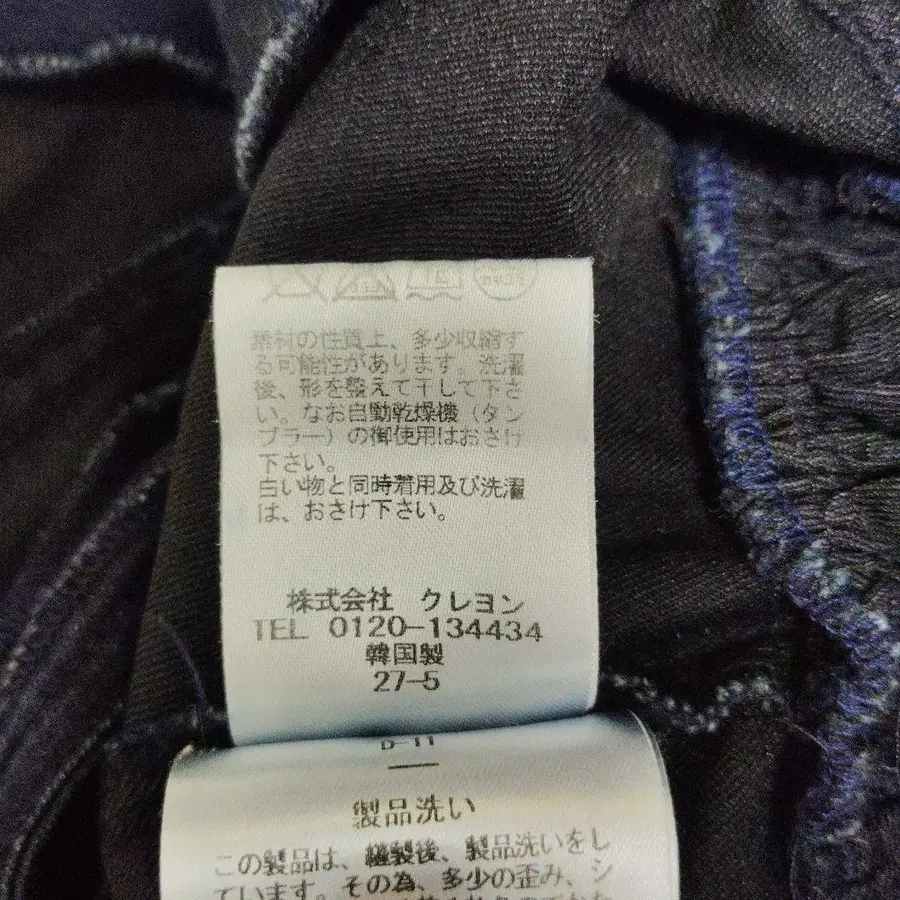 素材の性質上、多少収縮す
る可能性があります。洗濯
後、形を整えて干して下さ
い。なお自動乾燥機（タン
ブラー）の御使用はおさけ
下さい。
白い物と同時着用及び洗濯
は、おさけ下さい。
株式会社 クレヨン
TEL 0120-134434
韓国製
27-5
D-11
製品洗い
この製品は、縫製後、製品洗いをし
ています。その為、多少の歪み、シ